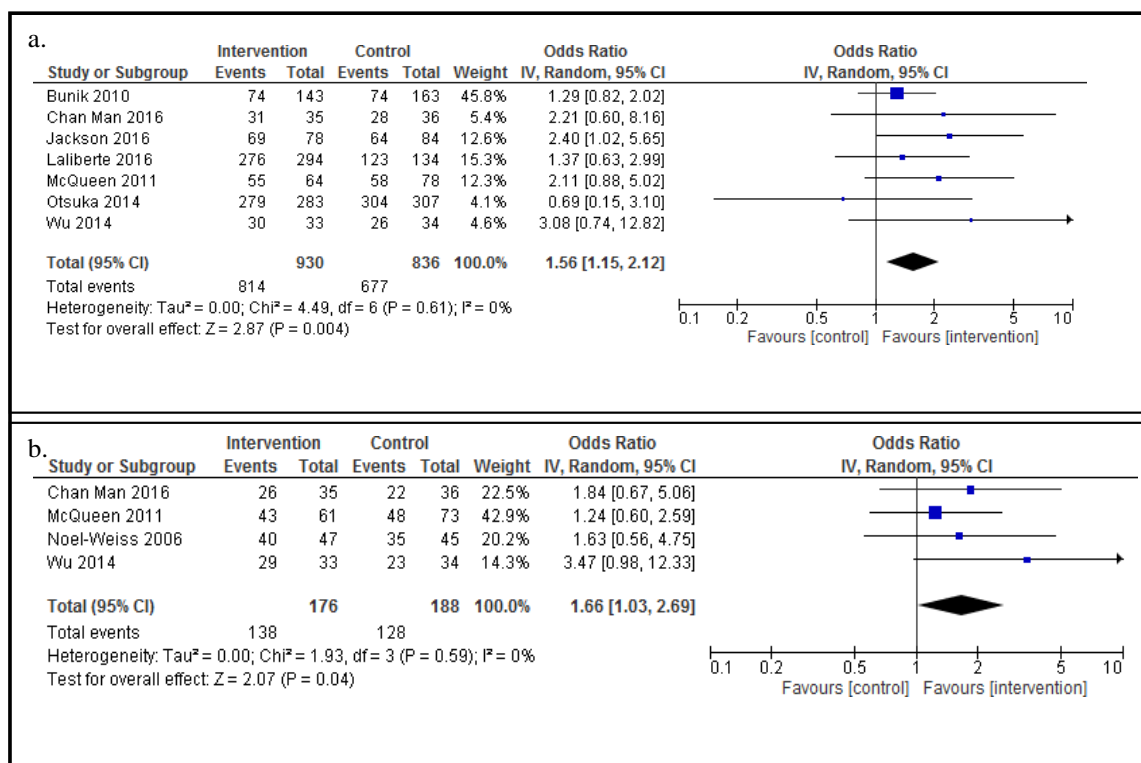 a.
Intervention Control Odds Ratio Odds Ratio
Study or Subgroup Events Total Events Total Weight IV, Random, 95% CI IV, Random, 95% CI
Bunik 2010 74 143 74 163 45.8% 1.29 [0.82, 2.02]
Chan Man 2016 31 35 28 36 5.4% 2.21 [0.60, 8.16]
Jackson 2016 69 78 64 84 12.6% 2.40 [1.02, 5.65]
Laliberte 2016 276 294 123 134 15.3% 1.37 [0.63, 2.99]
McQueen 2011 55 64 58 78 12.3% 2.11 [0.88, 5.02]
Otsuka 2014 279 283 304 307 4.1% 0.69 [0.15, 3.10]
Wu 2014 30 33 26 34 4.6% 3.08 [0.74, 12.82]
Total (95% CI) 930 836 100.0% 1.56 [1.15, 2.12]
Total events 814 677
Heterogeneity: Tau² = 0.00; Chi² = 4.49, df = 6 (P = 0.61); I² = 0%
Test for overall effect: Z = 2.87 (P = 0.004)
0.1 0.2 0.5 1 2 5 10
Favours [control] Favours [intervention]
b.
Intervention Control Odds Ratio Odds Ratio
Study or Subgroup Events Total Events Total Weight IV, Random, 95% CI IV, Random, 95% CI
Chan Man 2016 26 35 22 36 22.5% 1.84 [0.67, 5.06]
McQueen 2011 43 61 48 73 42.9% 1.24 [0.60, 2.59]
Noel-Weiss 2006 40 47 35 45 20.2% 1.63 [0.56, 4.75]
Wu 2014 29 33 23 34 14.3% 3.47 [0.98, 12.33]
Total (95% CI) 176 188 100.0% 1.66 [1.03, 2.69]
Total events 138 128
Heterogeneity: Tau² = 0.00; Chi² = 1.93, df = 3 (P = 0.59); I² = 0%
Test for overall effect: Z = 2.07 (P = 0.04)
0.1 0.2 0.5 1 2 5 10
Favours [control] Favours [intervention]